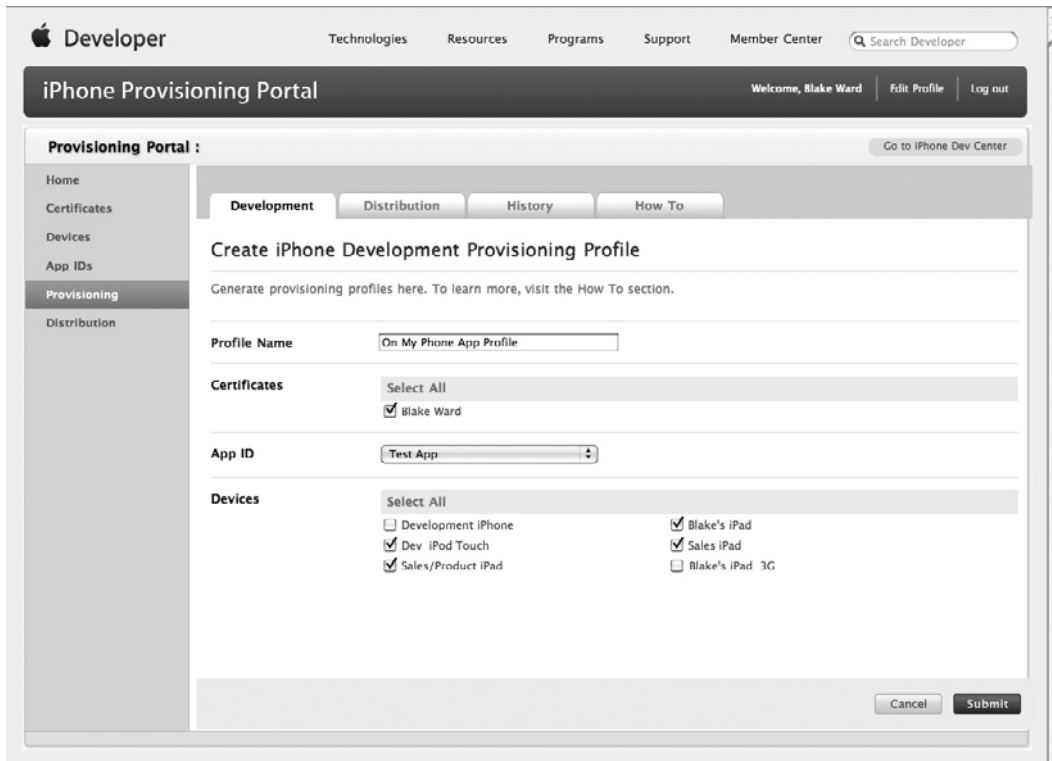 Developer
Technologies Resources Programs Support Member Center Search Developer
iPhone Provisioning Portal
Welcome, Blake Ward Edit Profile Log out
Provisioning Portal :
Go to iPhone Dev Center
Home
Certificates
Devices
App IDs
Provisioning
Distribution
Development Distribution History How To
Create iPhone Development Provisioning Profile
Generate provisioning profiles here. To learn more, visit the How To section.
Profile Name On My Phone App Profile
Certificates Select All
Blake Ward
App ID Test App
Devices Select All
Development iPhone Blake's iPad
Dev iPod Touch Sales iPad
Sales/Product iPad Blake's iPad 3G
Cancel Submit